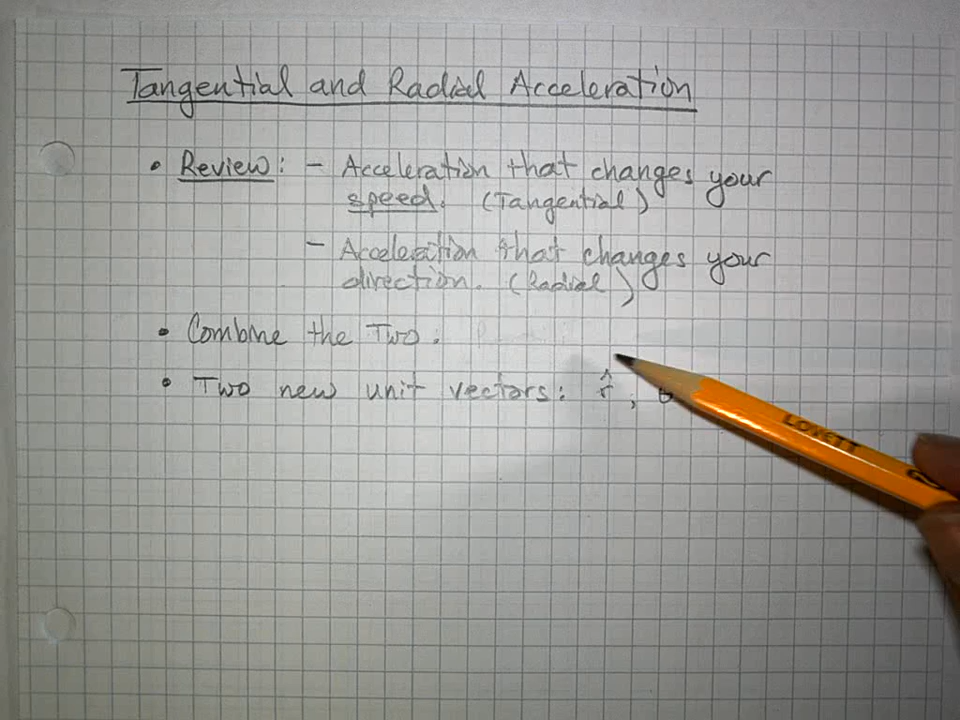 Tangential and Radial Acceleration
• Review: - Acceleration that changes your
speed. (Tangential)
- Acceleration that changes your
direction. (Radial)
• Combine the Two.
• Two new unit vectors: r̂,
LOVETT